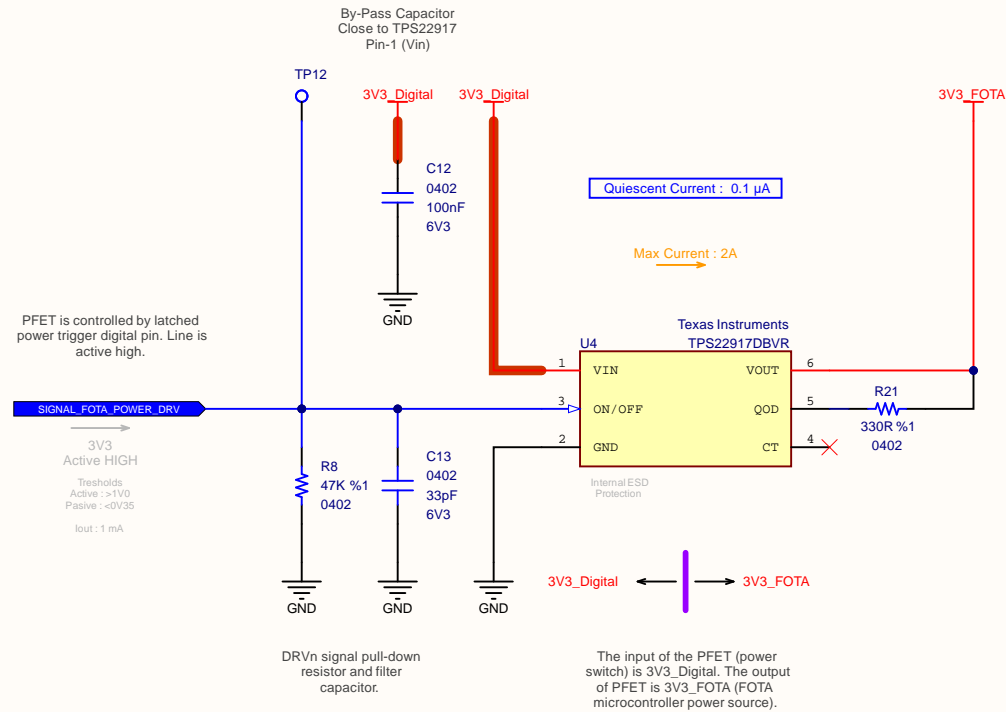 By-Pass Capacitor
Close to TPS22917
Pin-1 (Vin)
TP12
3V3_Digital
3V3_Digital
3V3_FOTA
C12
0402
100nF
6V3
GND
Quiescent Current : 0.1 µA
Max Current : 2A
PFET is controlled by latched
power trigger digital pin. Line is
active high.
SIGNAL_FOTA_POWER_DRV
3V3
Active HIGH
Tresholds
Active : >1V0
Pasive : <0V35
Iout : 1 mA
R8
47K %1
0402
GND
C13
0402
33pF
6V3
GND
Texas Instruments
U4
TPS22917DBVR
1
VIN
VOUT
6
3
ON/OFF
QOD
5
2
GND
CT
4
R21
330R %1
0402
Internal ESD
Protection
GND
3V3_Digital
3V3_FOTA
DRVn signal pull-down
resistor and filter
capacitor.
The input of the PFET (power
switch) is 3V3_Digital. The output
of PFET is 3V3_FOTA (FOTA
microcontroller power source).